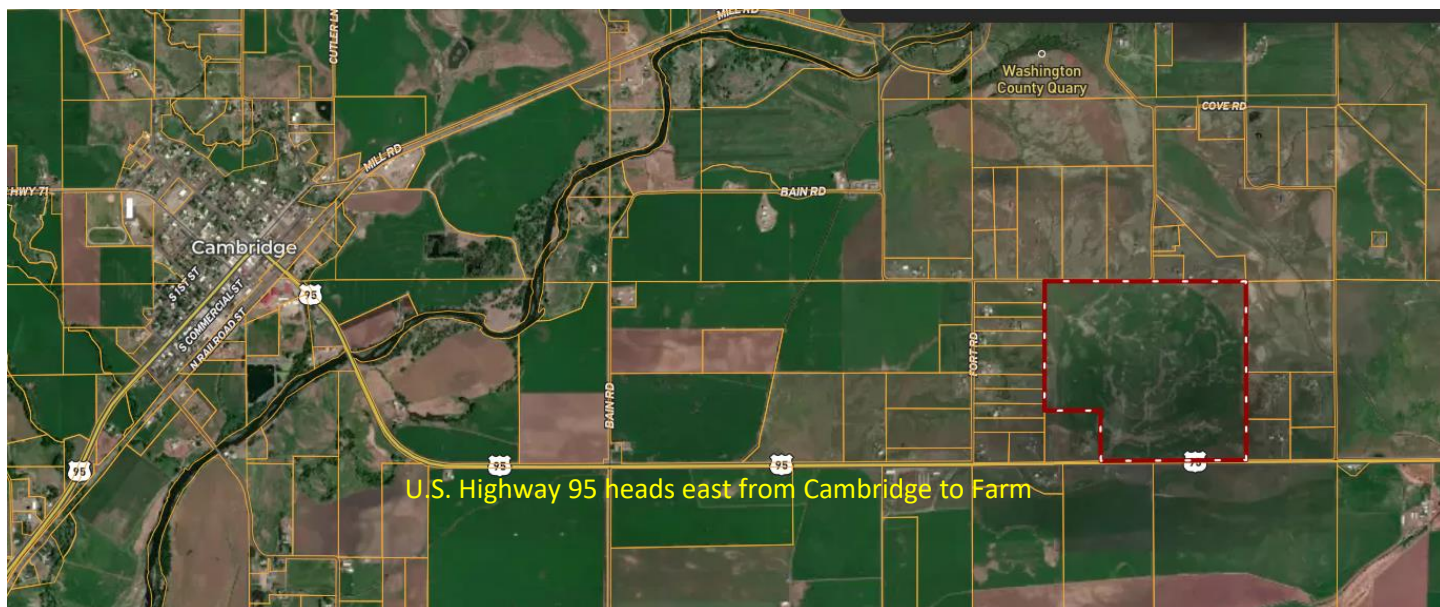 MILL RD
CUTLER LN
Washington
County Quary
COVE RD
MILL RD
HWY 71
BAIN RD
Cambridge
S 1ST ST
S COMMERCIAL ST
N RAILROAD ST
95
FORT RD
BAIN RD
95
95
95
95
U.S. Highway 95 heads east from Cambridge to Farm